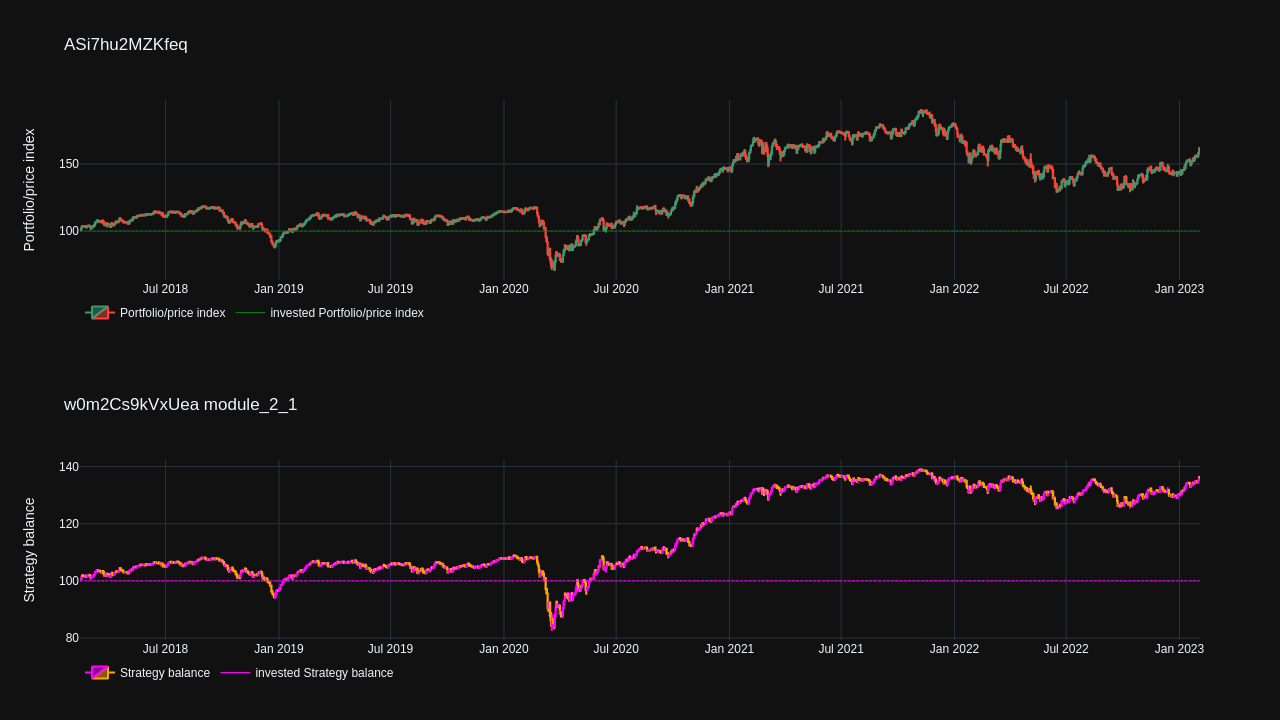 ASi7hu2MZKfeq
Portfolio/price index
150
100
Jul 2018 Jan 2019 Jul 2019 Jan 2020 Jul 2020 Jan 2021 Jul 2021 Jan 2022 Jul 2022 Jan 2023
Portfolio/price index invested Portfolio/price index
w0m2Cs9kVxUea module_2_1
Strategy balance
140
120
100
80
Jul 2018 Jan 2019 Jul 2019 Jan 2020 Jul 2020 Jan 2021 Jul 2021 Jan 2022 Jul 2022 Jan 2023
Strategy balance invested Strategy balance